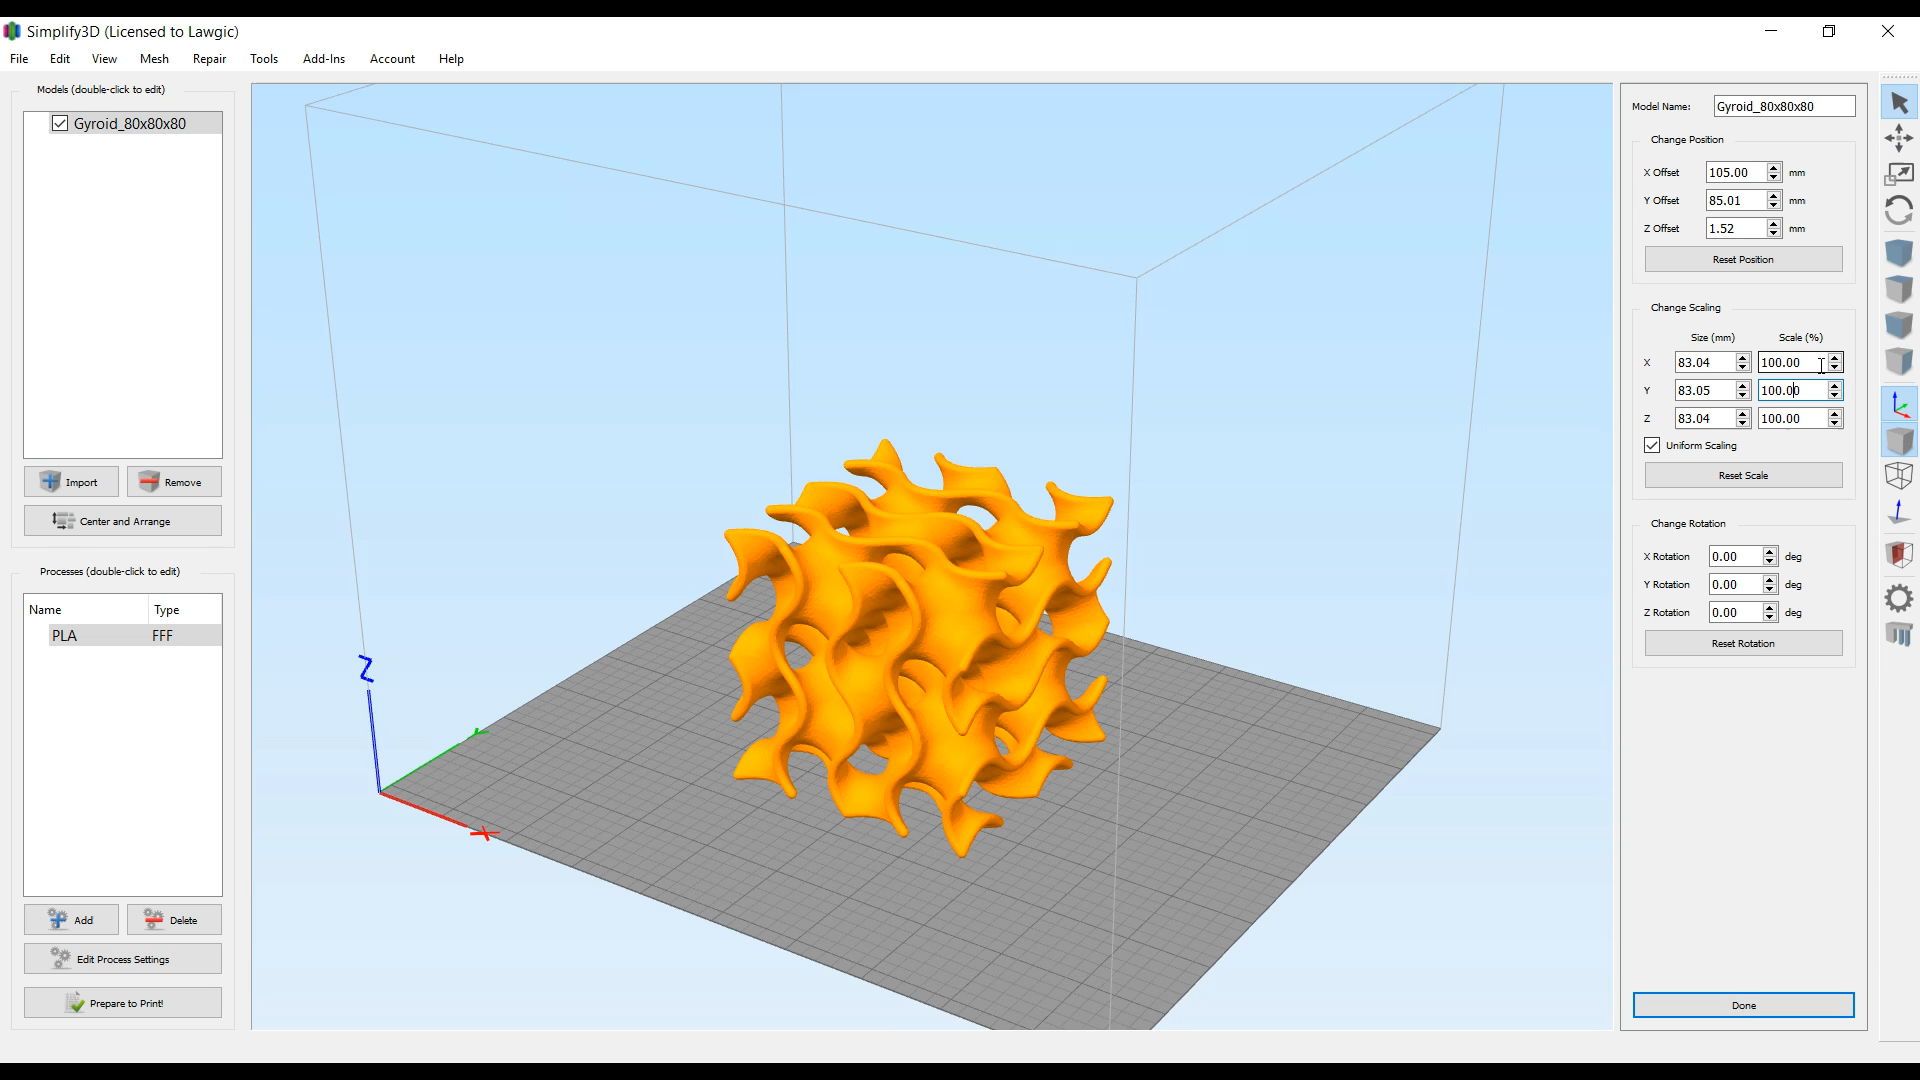 Simplify3D (Licensed to Lawgic)
File Edit View Mesh Repair Tools Add-Ins Account Help
Models (double-click to edit)
Gyroid_80x80x80
Import Remove
Center and Arrange
Processes (double-click to edit)
Name Type
PLA FFF
Add Delete
Edit Process Settings
Prepare to Print!
Z
Y
X
Model Name: Gyroid_80x80x80
Change Position
X Offset 105.00 mm
Y Offset 85.01 mm
Z Offset 1.52 mm
Reset Position
Change Scaling
Size (mm) Scale (%)
X 83.04 100.00
Y 83.05 100.00
Z 83.04 100.00
Uniform Scaling
Reset Scale
Change Rotation
X Rotation 0.00 deg
Y Rotation 0.00 deg
Z Rotation 0.00 deg
Reset Rotation
Done